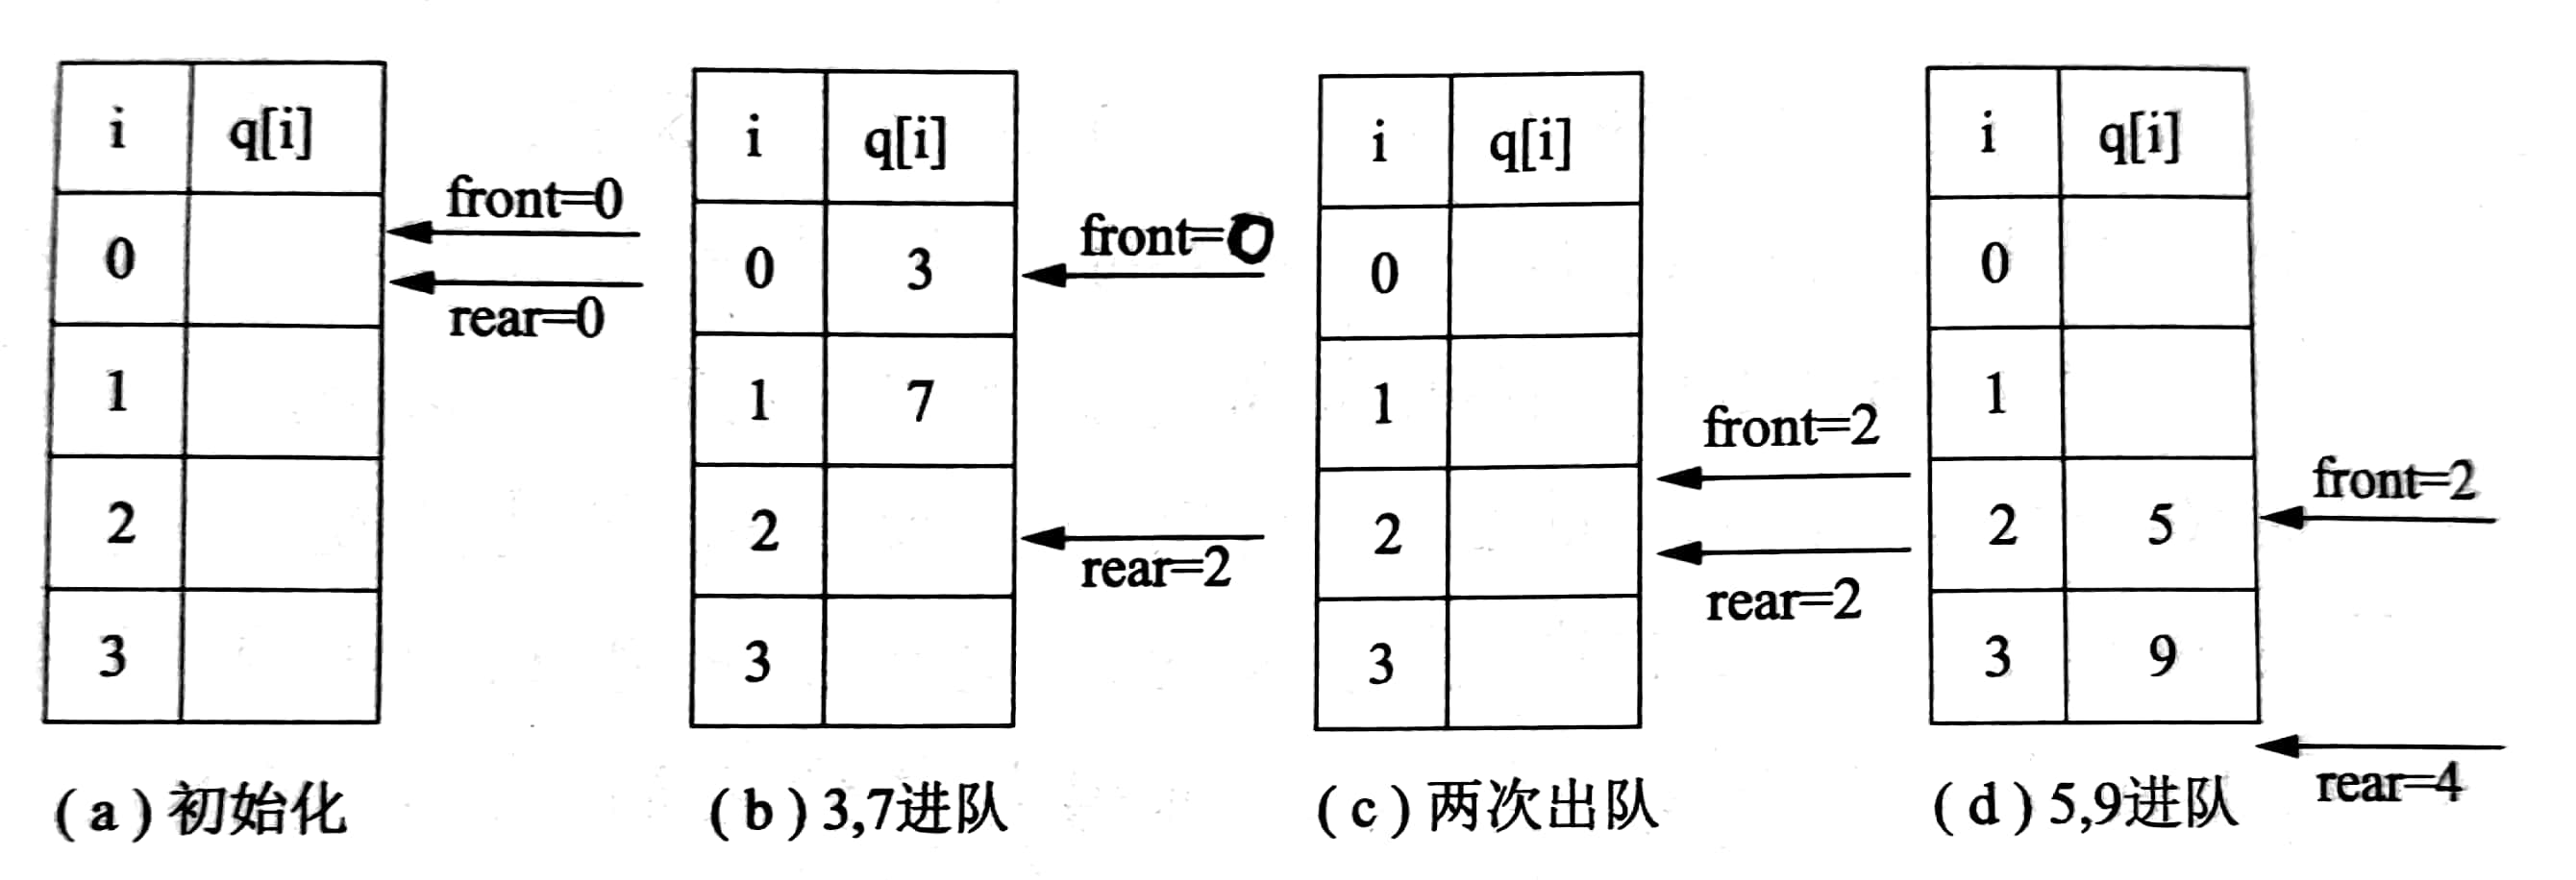 i q[i]
0
1
2
3
front=0
rear=0
(a)初始化
i q[i]
0 3
1 7
2
3
front=0
rear=2
(b)3,7进队
i q[i]
0
1
2
3
front=2
rear=2
(c)两次出队
i q[i]
0
1
2 5
3 9
front=2
rear=4
(d)5,9进队